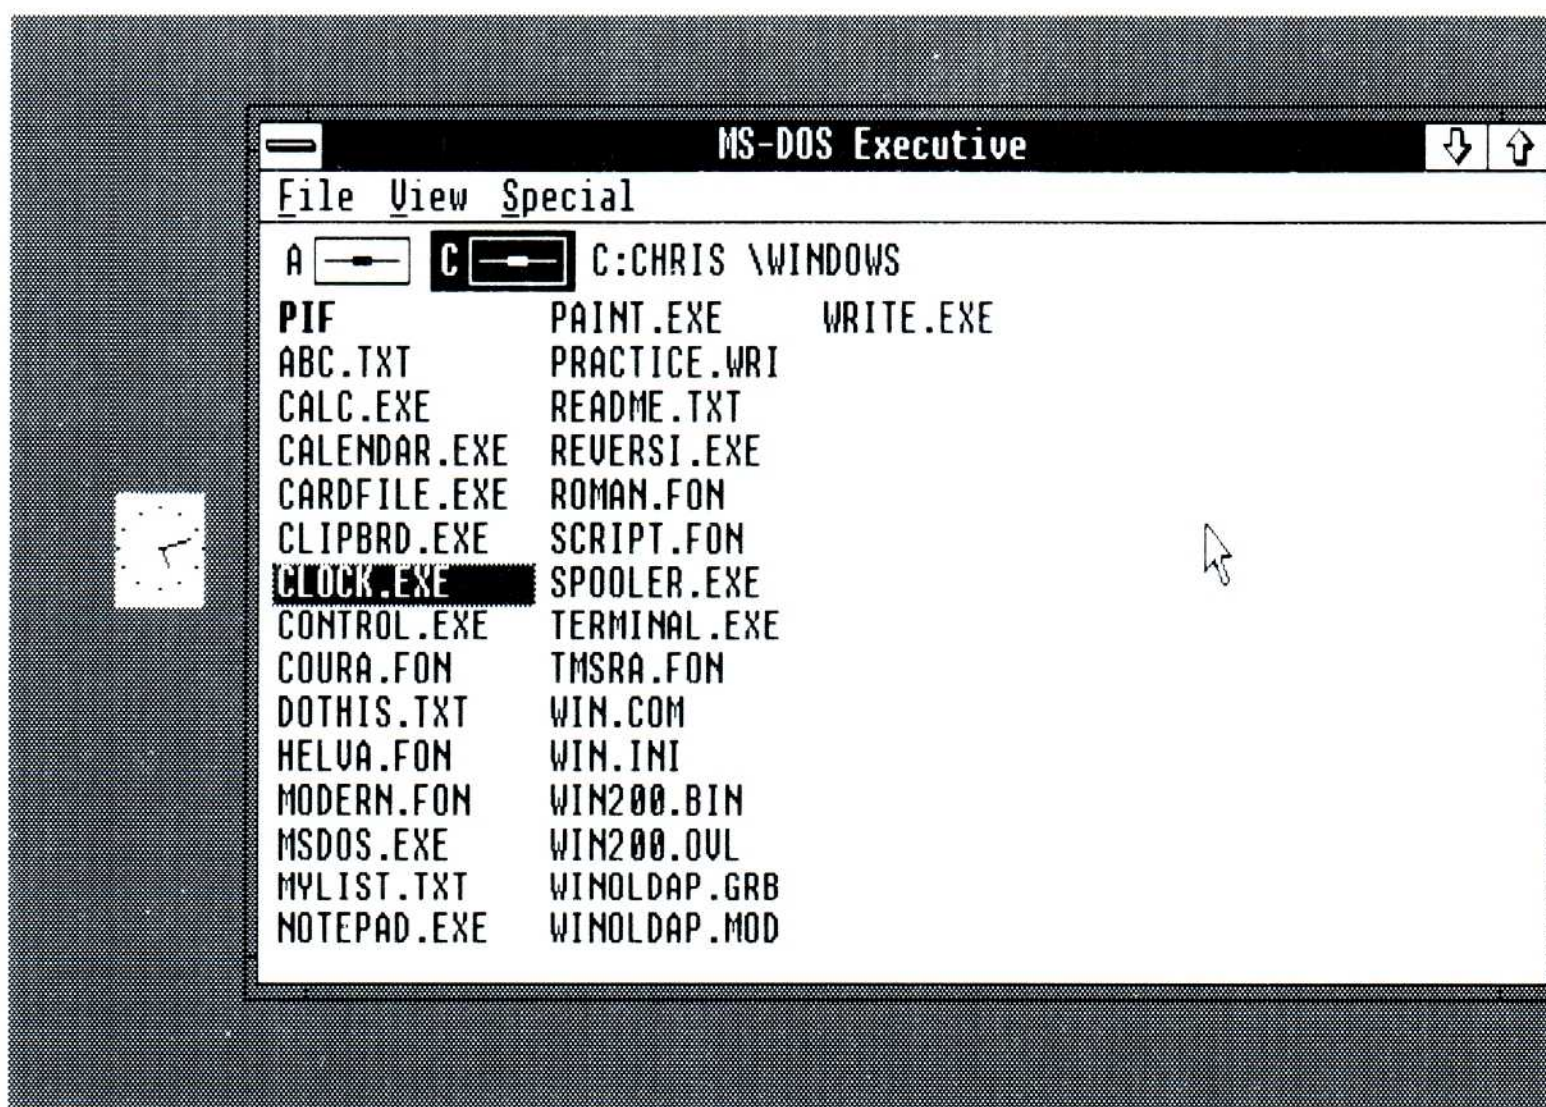 MS-DOS Executive
File View Special
A C C:CHRIS \WINDOWS
PIF PAINT.EXE WRITE.EXE
ABC.TXT PRACTICE.WRI
CALC.EXE README.TXT
CALENDAR.EXE REVERSI.EXE
CARDFILE.EXE ROMAN.FON
CLIPBRD.EXE SCRIPT.FON
CLOCK.EXE SPOOLER.EXE
CONTROL.EXE TERMINAL.EXE
COURA.FON TMSRA.FON
DOTHIS.TXT WIN.COM
HELVA.FON WIN.INI
MODERN.FON WIN200.BIN
MSDOS.EXE WIN200.OVL
MYLIST.TXT WINOLDAP.GRB
NOTEPAD.EXE WINOLDAP.MOD